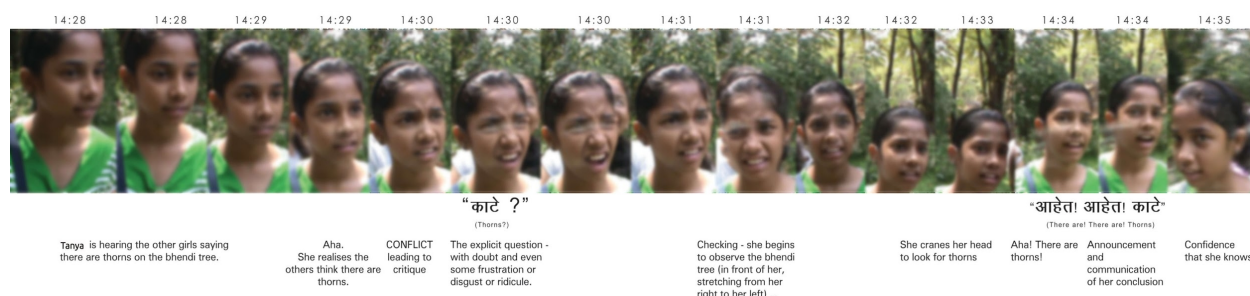 14:28 14:28 14:29 14:29 14:30 14:30 14:30 14:31 14:31 14:32 14:32 14:33 14:34 14:34 14:35
“काटे ?”
(Thorns?)
“आहेत! आहेत! काटे”
(There are! There are! Thorns)
Tanya is hearing the other girls saying
there are thorns on the bhendi tree.
Aha.
She realises the
others think there are
thorns.
CONFLICT
leading to
critique
The explicit question -
with doubt and even
some frustration or
disgust or ridicule.
Checking - she begins
to observe the bhendi
tree (in front of her,
stretching from her
right to her left)
She cranes her head
to look for thorns
Aha! There are
thorns!
Announcement
and
communication
of her conclusion
Confidence
that she knows